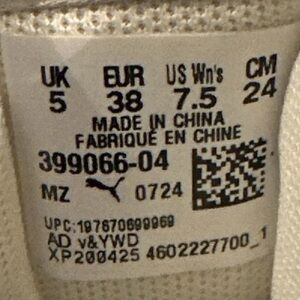 UK EUR US Wn's CM
5 38 7.5 24
MADE IN CHINA
FABRIQUÉ EN CHINE
399066-04
MZ 0724
UPC:197670699969
AD v&YWD
XP200425 4602227700_1